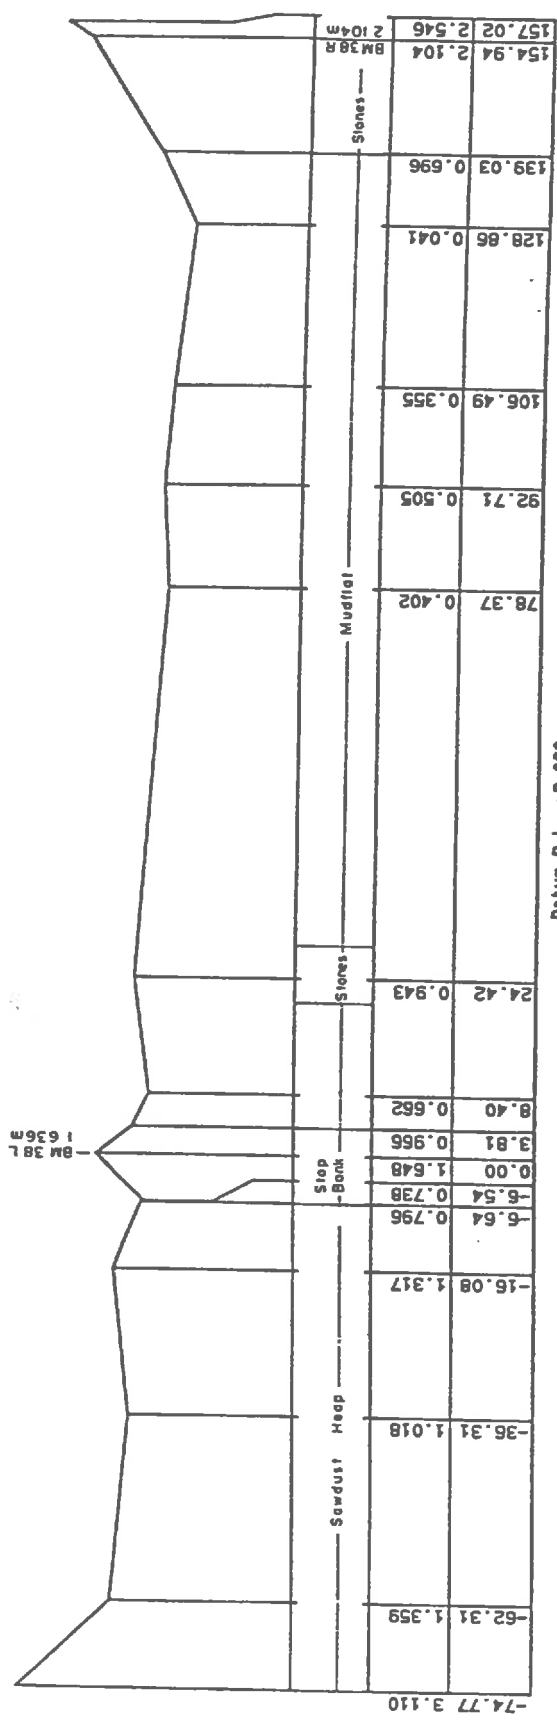 BM 38 L
1 636m
BM 38R
2 104m
Sawdust Heap
Stop
Bank
Stones
Mudflat
Stones
-74.77 3.110
-62.31 1.359
-36.31 1.018
-16.08 1.317
-6.64 0.796
-6.54 0.738
0.00 1.648
3.81 0.966
8.40 0.662
24.42 0.943
78.37 0.402
92.71 0.505
106.49 0.355
128.86 0.041
139.03 0.696
154.94 2.104
157.02 2.546